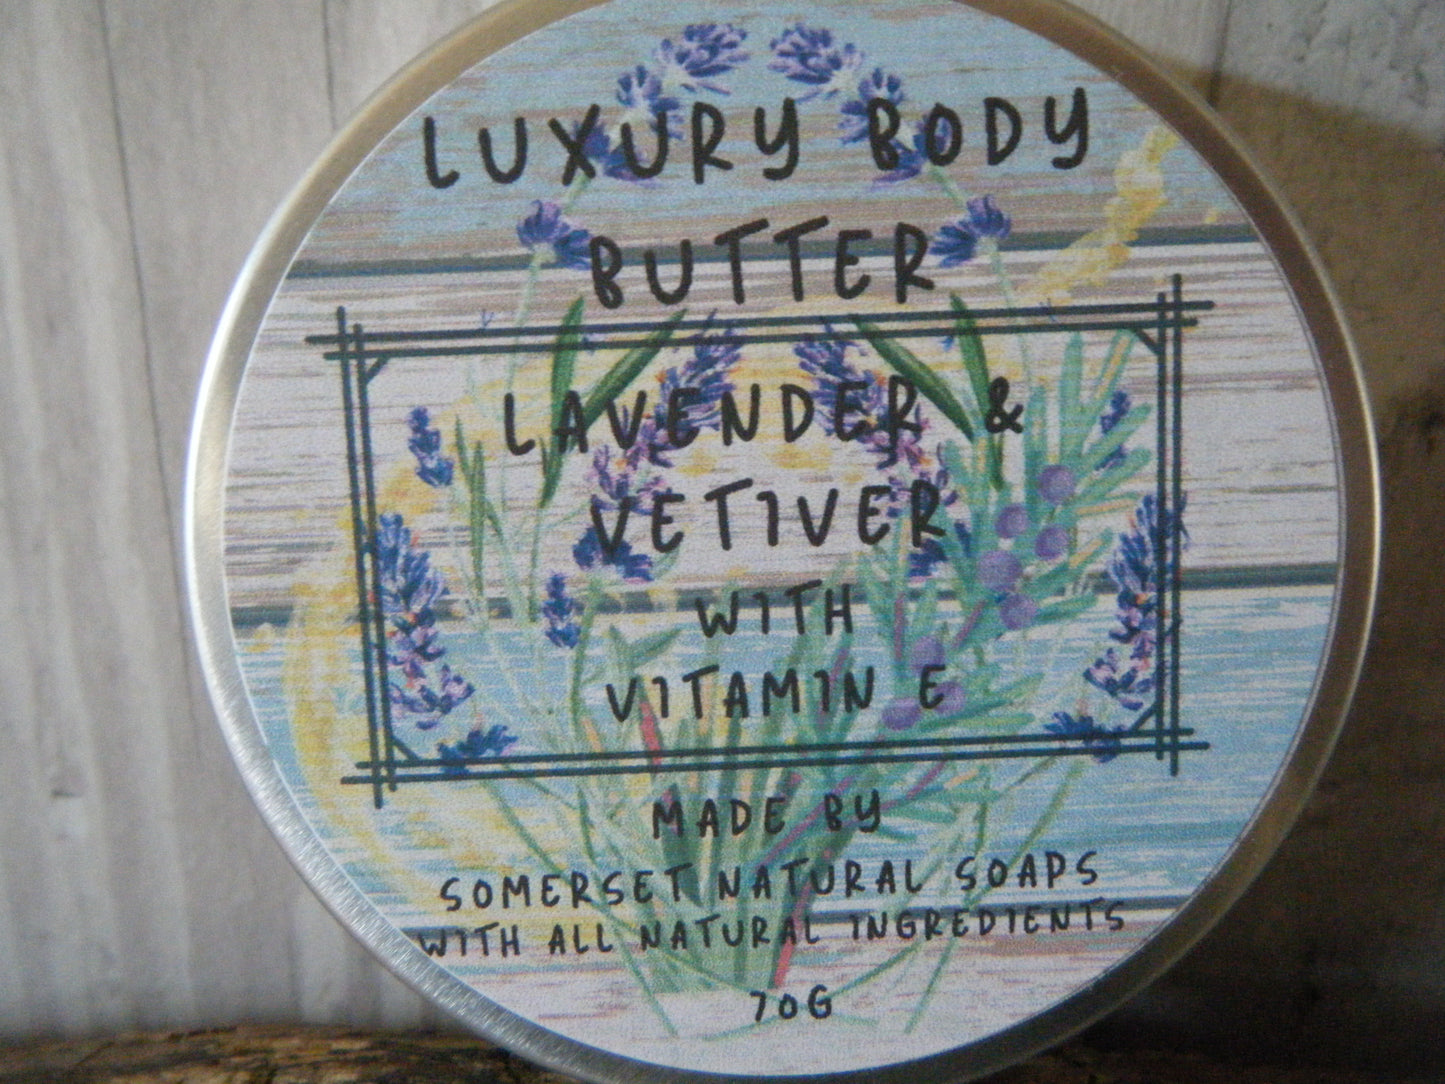 LUXURY BODY
BUTTER
LAVENDER &
VETIVER
WITH
VITAMIN E
MADE BY
SOMERSET NATURAL SOAPS
WITH ALL NATURAL INGREDIENTS
70G